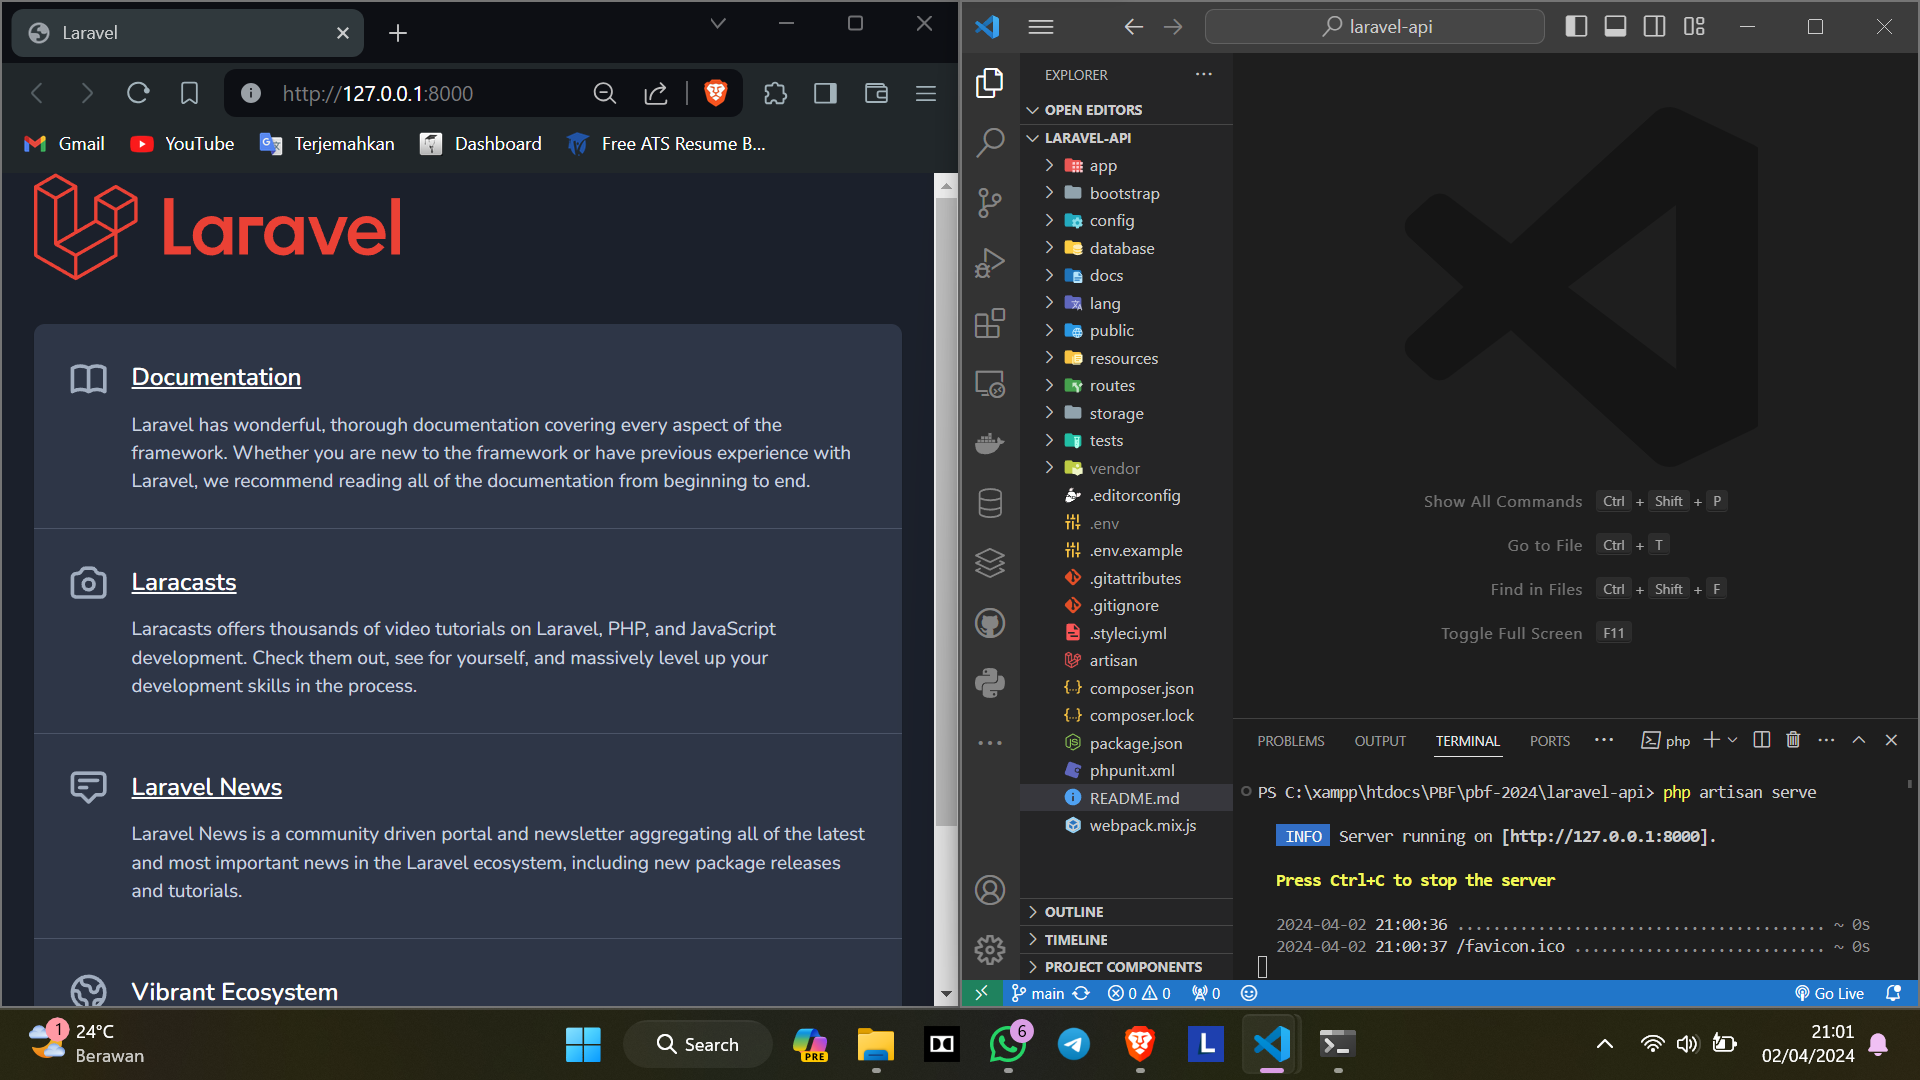 Laravel
http://127.0.0.1:8000
Gmail
YouTube
Terjemahkan
Dashboard
Free ATS Resume B...
Laravel
Documentation
Laravel has wonderful, thorough documentation covering every aspect of the
framework. Whether you are new to the framework or have previous experience with
Laravel, we recommend reading all of the documentation from beginning to end.
Laracasts
Laracasts offers thousands of video tutorials on Laravel, PHP, and JavaScript
development. Check them out, see for yourself, and massively level up your
development skills in the process.
Laravel News
Laravel News is a community driven portal and newsletter aggregating all of the latest
and most important news in the Laravel ecosystem, including new package releases
and tutorials.
Vibrant Ecosystem
laravel-api
EXPLORER
OPEN EDITORS
LARAVEL-API
app
bootstrap
config
database
docs
lang
public
resources
routes
storage
tests
vendor
.editorconfig
.env
.env.example
.gitattributes
.gitignore
.styleci.yml
artisan
composer.json
composer.lock
package.json
phpunit.xml
README.md
webpack.mix.js
OUTLINE
TIMELINE
PROJECT COMPONENTS
Show All Commands Ctrl + Shift + P
Go to File Ctrl + T
Find in Files Ctrl + Shift + F
Toggle Full Screen F11
PROBLEMS OUTPUT TERMINAL PORTS ... php
PS C:\xampp\htdocs\PBF\pbf-2024\laravel-api> php artisan serve
INFO Server running on [http://127.0.0.1:8000].
Press Ctrl+C to stop the server
2024-04-02 21:00:36 ........................................ ~ 0s
2024-04-02 21:00:37 /favicon.ico ........................... ~ 0s
main 0 0 0 Go Live
1
24°C
Berawan
Search
PRE
6
L
21:01
02/04/2024